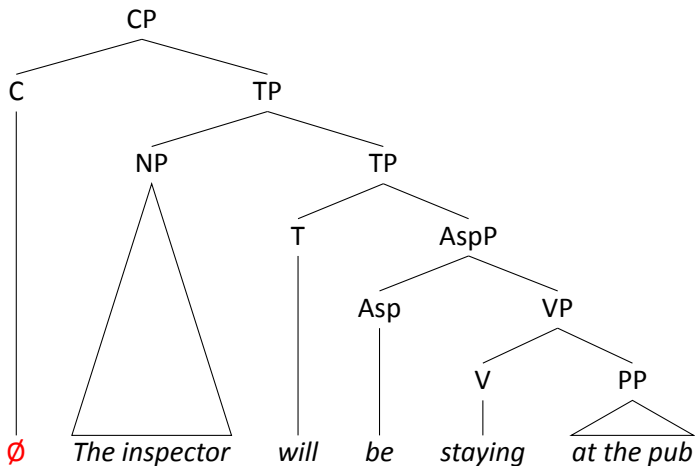 CP
C TP
NP TP
T AspP
Asp VP
V PP
Ø The inspector will be staying at the pub